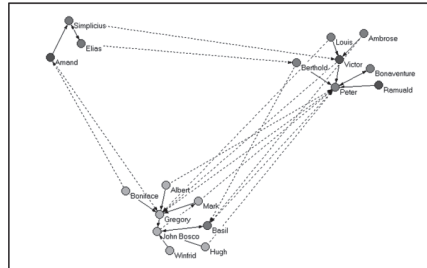 Simplicius
Elias
Amand
Louis
Ambrose
Victor
Berthold
Bonaventure
Peter
Romuald
Boniface
Albert
Mark
Gregory
John Bosco
Basil
Winfrid
Hugh